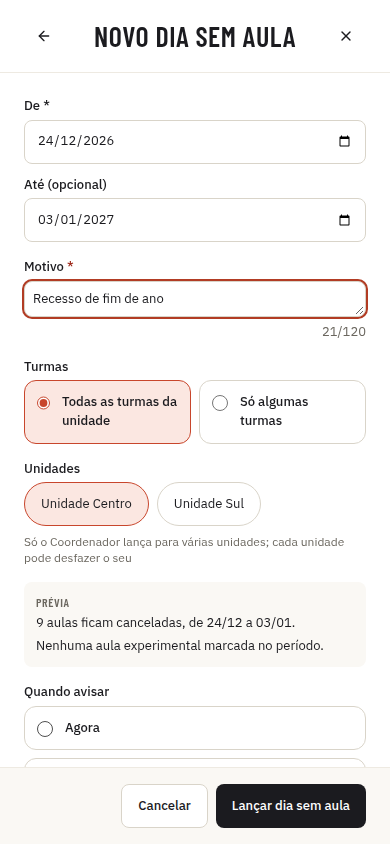 NOVO DIA SEM AULA
De *
24/12/2026
Até (opcional)
03/01/2027
Motivo *
Recesso de fim de ano
21/120
Turmas
Todas as turmas da
unidade
Só algumas
turmas
Unidades
Unidade Centro
Unidade Sul
Só o Coordenador lança para várias unidades; cada unidade
pode desfazer o seu
PRÉVIA
9 aulas ficam canceladas, de 24/12 a 03/01.
Nenhuma aula experimental marcada no período.
Quando avisar
Agora
Cancelar
Lançar dia sem aula